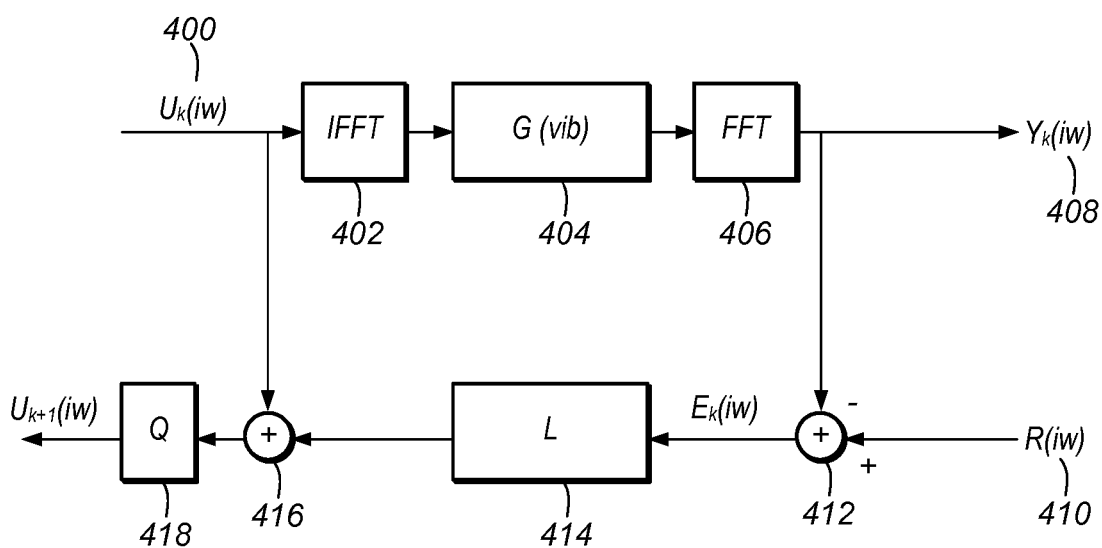 400
Uk(iw)
IFFT
G (vib)
FFT
Yk(iw)
402
404
406
408
Uk+1(iw)
Q
+
L
Ek(iw)
-
+
+
R(iw)
418
416
414
412
410